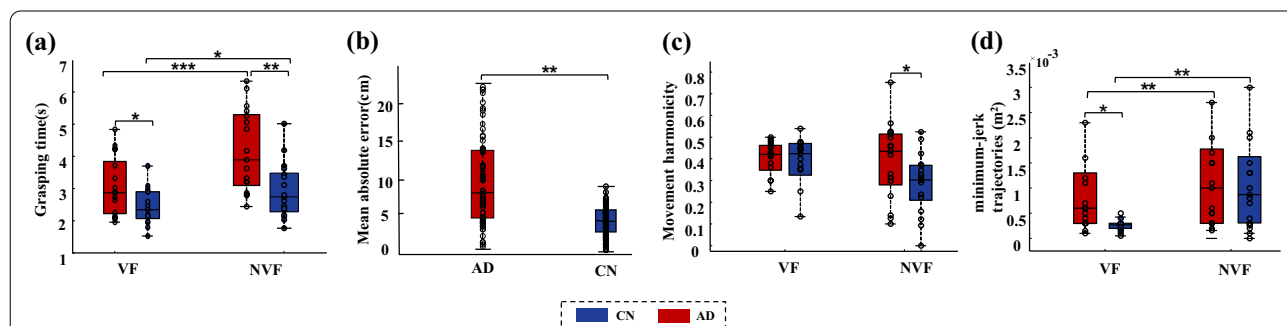 (a)
Grasping time(s)
7
6
5
4
3
2
1
*
***
**
*
VF
NVF
(b)
Mean absolute error(cm)
20
15
10
5
0
**
AD
CN
(c)
Movement harmonicity
0.8
0.7
0.6
0.5
0.4
0.3
0.2
0.1
0
*
VF
NVF
(d)
×10⁻³
minimum-jerk
trajectories (m²)
3
2.5
2
1.5
1
0.5
0
**
**
*
VF
NVF
CN AD